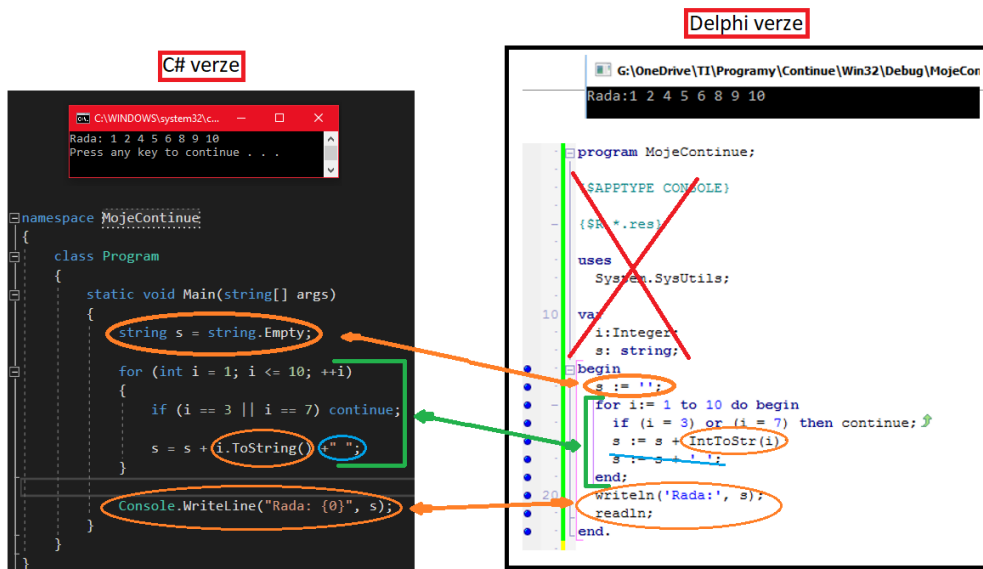 Delphi verze
C# verze
G:\OneDrive\TI\Programy\Continue\Win32\Debug\MojeCon
Rada:1 2 4 5 6 8 9 10
C:\WINDOWS\system32\c...
Rada: 1 2 4 5 6 8 9 10
Press any key to continue . . .
namespace MojeContinue
{
class Program
{
static void Main(string[] args)
{
string s = string.Empty;
for (int i = 1; i <= 10; ++i)
{
if (i == 3 || i == 7) continue;
s = s + i.ToString() +" ";
}
Console.WriteLine("Rada: {0}", s);
}
}
}
program MojeContinue;
{$APPTYPE CONSOLE}
{$R *.res}
uses
System.SysUtils;
10 var
i:Integer;
s: string;
begin
s := '';
for i:= 1 to 10 do begin
if (i = 3) or (i = 7) then continue;
s := s + IntToStr(i)
s := s + ' ';
end;
20 writeln('Rada:', s);
readln;
end.